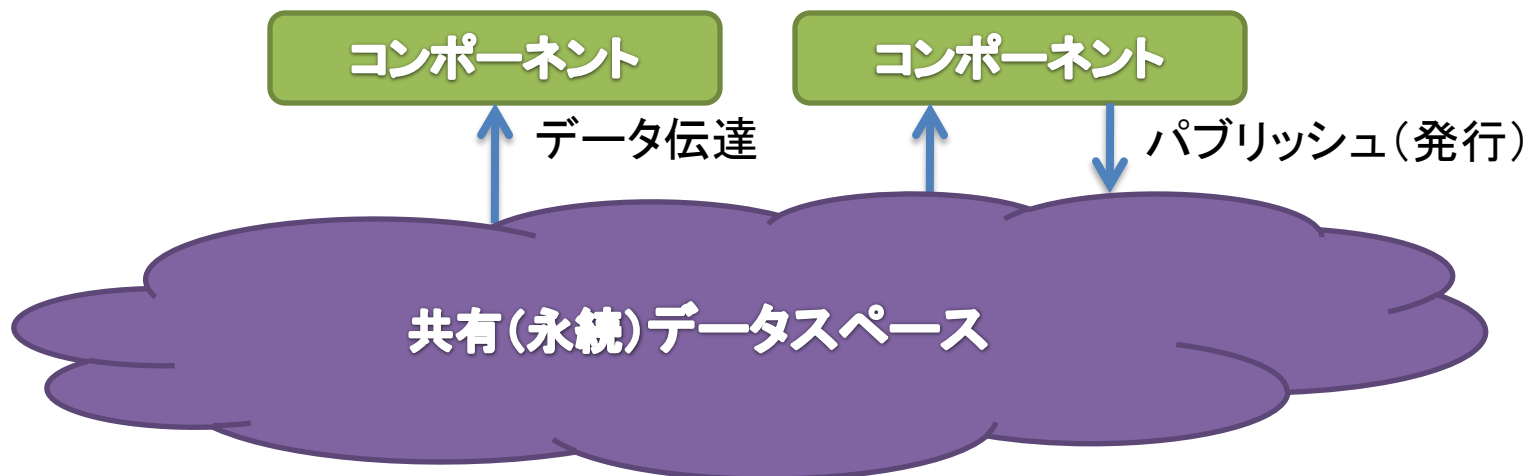 コンポーネント
コンポーネント
データ伝達
パブリッシュ（発行）
共有（永続）データスペース